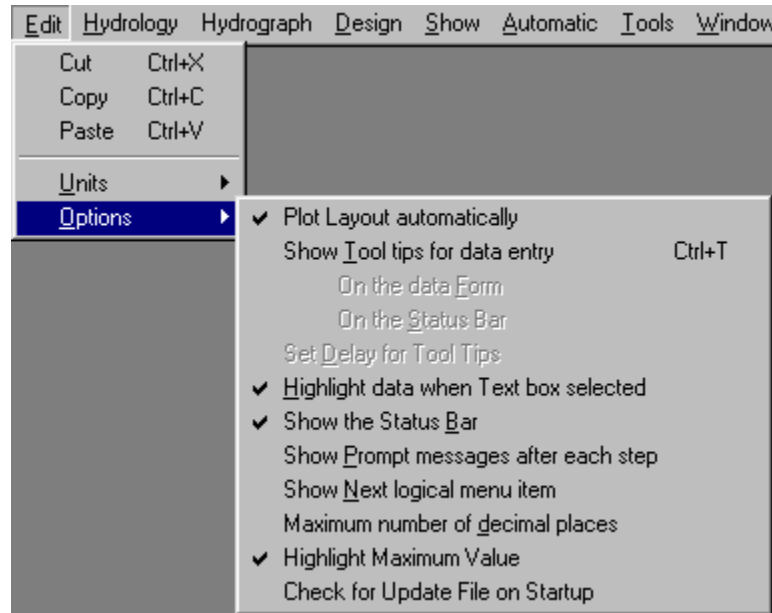 Edit Hydrology Hydrograph Design Show Automatic Tools Window
Cut Ctrl+X
Copy Ctrl+C
Paste Ctrl+V
Units
Options
Plot Layout automatically
Show Tool tips for data entry Ctrl+T
On the data Form
On the Status Bar
Set Delay for Tool Tips
Highlight data when Text box selected
Show the Status Bar
Show Prompt messages after each step
Show Next logical menu item
Maximum number of decimal places
Highlight Maximum Value
Check for Update File on Startup